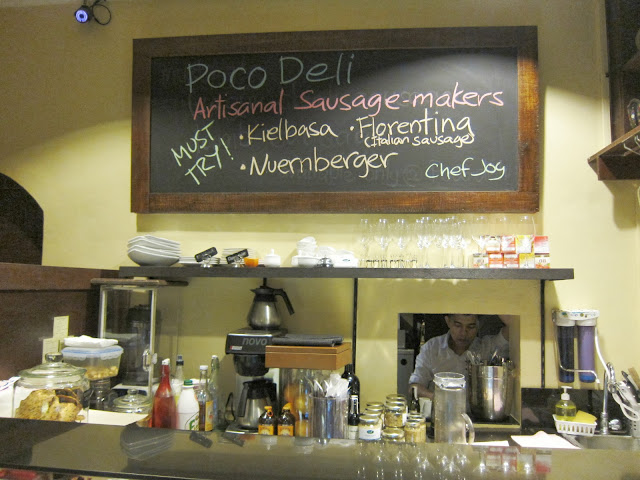 Poco Deli
Artisanal Sausage-makers
MUST TRY!
• Kielbasa • Florenting
(Italian sausage)
• Nuernberger
Chef Joy
novo